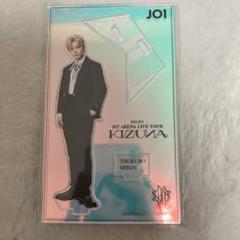 JO1
2022 JO1
1ST ARENA LIVE TOUR
KIZUNA
TSURUBO
SHION